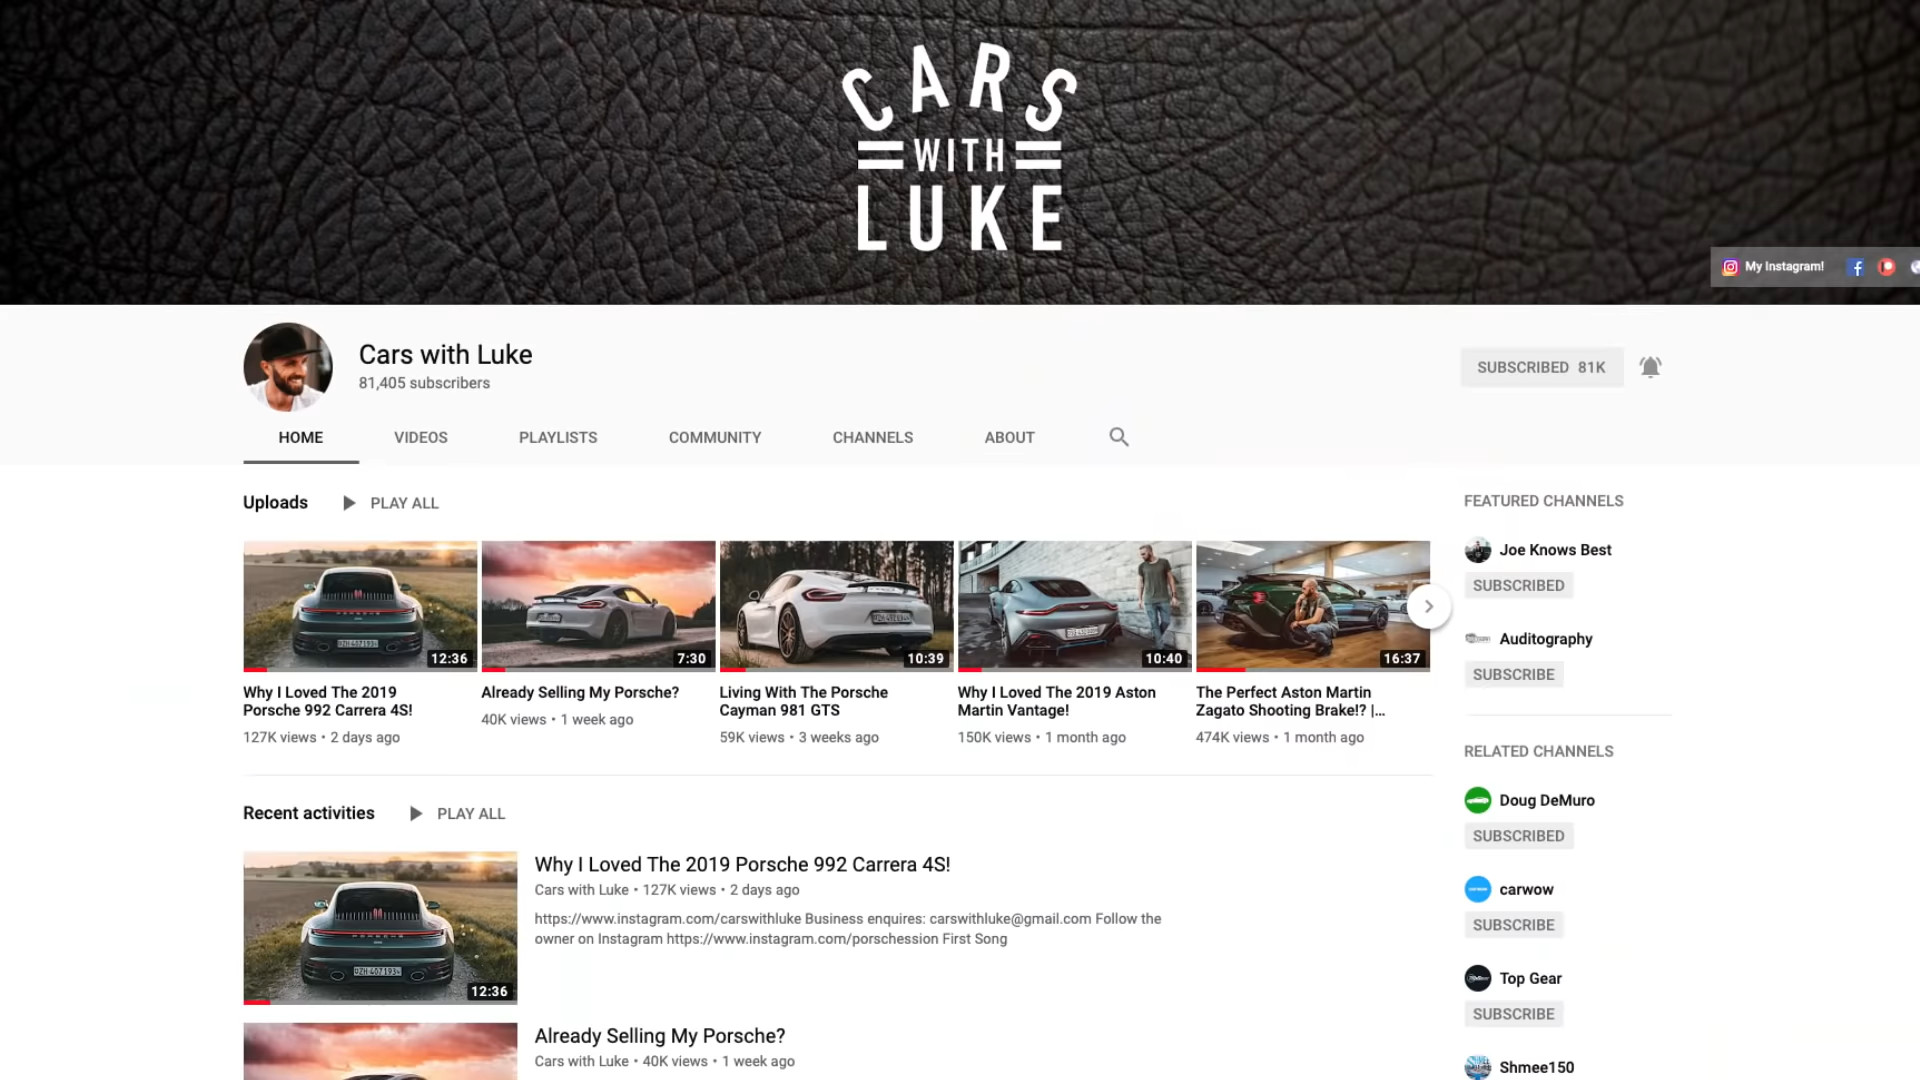 CARS
WITH
LUKE
My Instagram!
Cars with Luke
81,405 subscribers
SUBSCRIBED 81K
HOME VIDEOS PLAYLISTS COMMUNITY CHANNELS ABOUT
Uploads PLAY ALL
12:36
7:30
10:39
10:40
16:37
Why I Loved The 2019
Porsche 992 Carrera 4S!
127K views • 2 days ago
Already Selling My Porsche?
40K views • 1 week ago
Living With The Porsche
Cayman 981 GTS
59K views • 3 weeks ago
Why I Loved The 2019 Aston
Martin Vantage!
150K views • 1 month ago
The Perfect Aston Martin
Zagato Shooting Brake!? |...
474K views • 1 month ago
Recent activities PLAY ALL
12:36
Why I Loved The 2019 Porsche 992 Carrera 4S!
Cars with Luke • 127K views • 2 days ago
https://www.instagram.com/carswithluke Business enquires: carswithluke@gmail.com Follow the
owner on Instagram https://www.instagram.com/porschession First Song
Already Selling My Porsche?
Cars with Luke • 40K views • 1 week ago
FEATURED CHANNELS
Joe Knows Best
SUBSCRIBED
Auditography
SUBSCRIBE
RELATED CHANNELS
Doug DeMuro
SUBSCRIBED
carwow
SUBSCRIBE
Top Gear
SUBSCRIBE
Shmee150